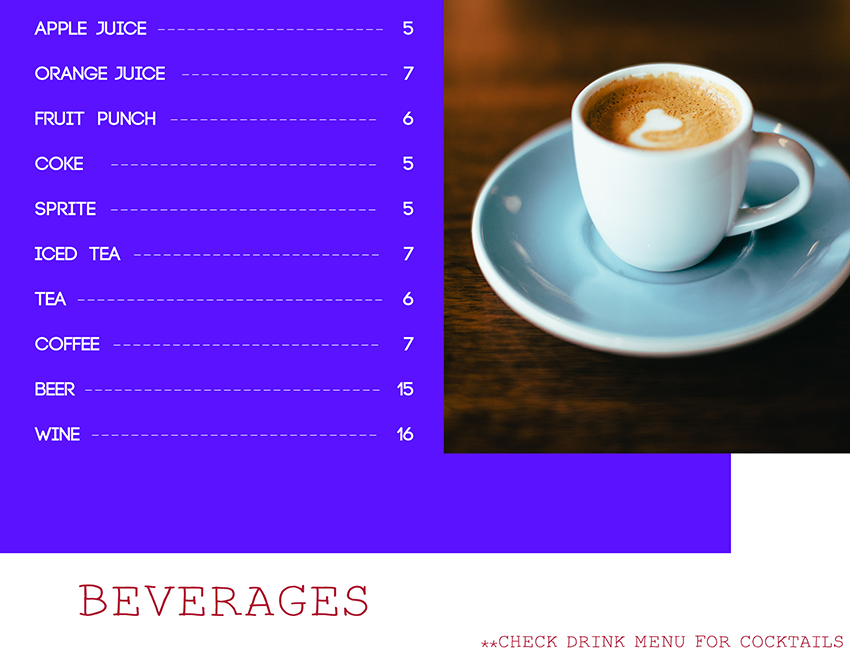 APPLE JUICE ----------------------- 5
ORANGE JUICE --------------------- 7
FRUIT PUNCH --------------------- 6
COKE --------------------------- 5
SPRITE --------------------------- 5
ICED TEA ------------------------- 7
TEA ------------------------------- 6
COFFEE --------------------------- 7
BEER ------------------------------ 15
WINE ----------------------------- 16
BEVERAGES
**CHECK DRINK MENU FOR COCKTAILS